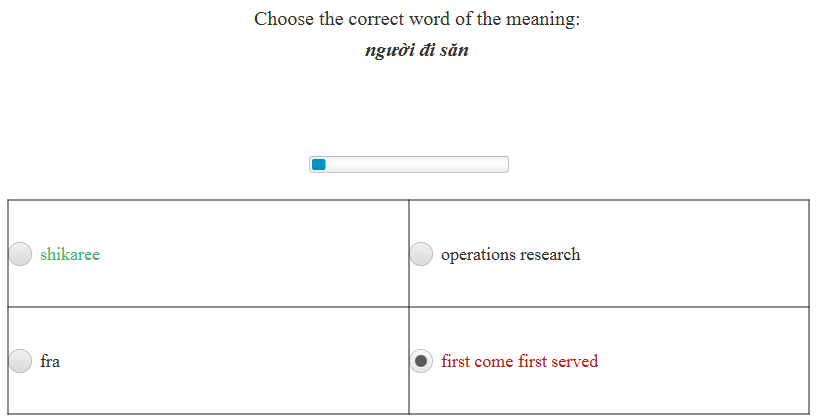 Choose the correct word of the meaning:
người đi săn
shikaree
operations research
fra
first come first served